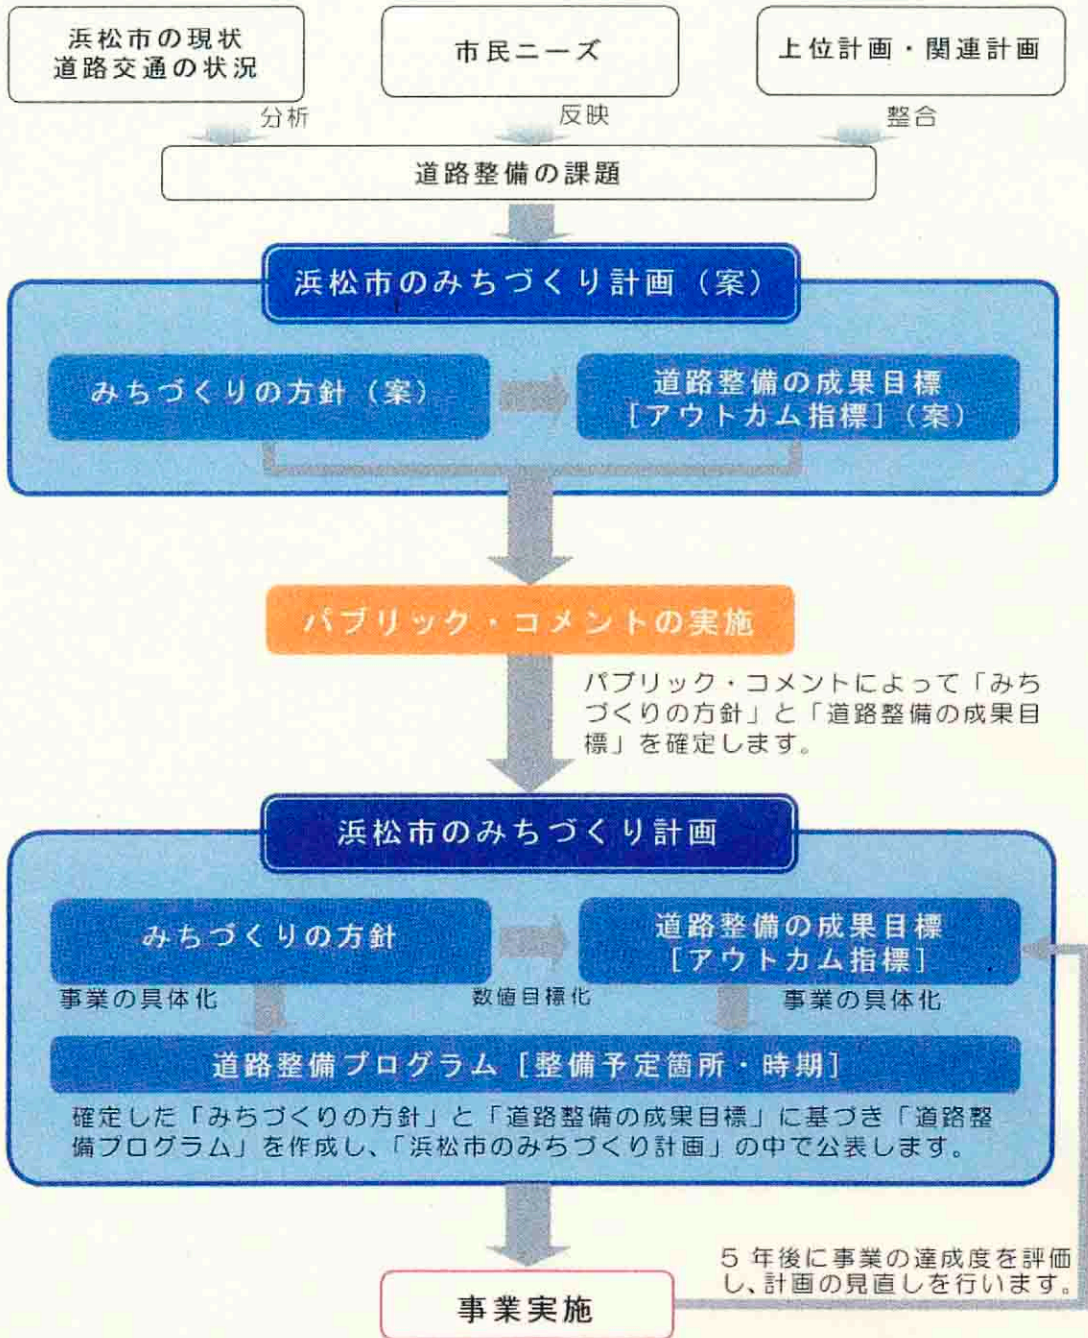 浜松市の現状
道路交通の状況
市民ニーズ
上位計画・関連計画
分析
反映
整合
道路整備の課題
浜松市のみちづくり計画（案）
みちづくりの方針（案）
道路整備の成果目標
［アウトカム指標］（案）
パブリック・コメントの実施
パブリック・コメントによって「みち
づくりの方針」と「道路整備の成果目
標」を確定します。
浜松市のみちづくり計画
みちづくりの方針
道路整備の成果目標
［アウトカム指標］
事業の具体化
数値目標化
事業の具体化
道路整備プログラム［整備予定箇所・時期］
確定した「みちづくりの方針」と「道路整備の成果目標」に基づき「道路整
備プログラム」を作成し、「浜松市のみちづくり計画」の中で公表します。
5 年後に事業の達成度を評価
し、計画の見直しを行います。
事業実施